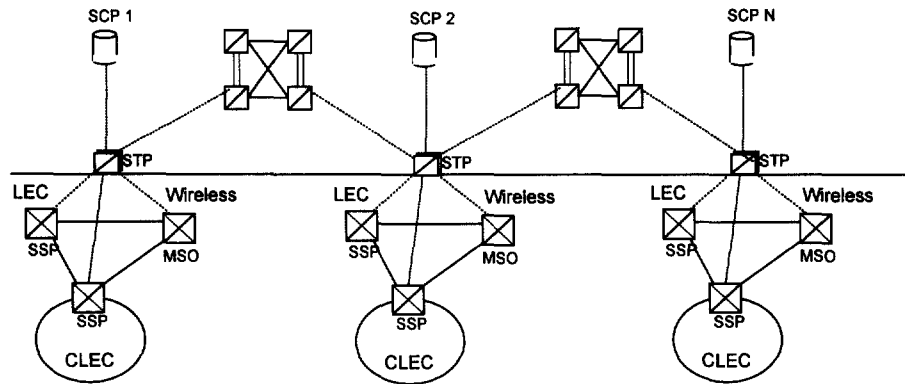 SCP 1
SCP 2
SCP N
STP
STP
STP
LEC
Wireless
LEC
Wireless
LEC
Wireless
SSP
MSO
SSP
MSO
SSP
MSO
SSP
SSP
SSP
CLEC
CLEC
CLEC